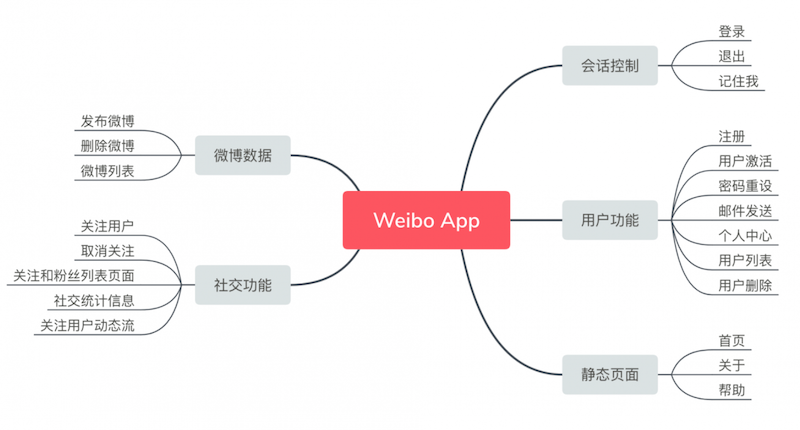 Weibo App
会话控制
登录
退出
记住我
用户功能
注册
用户激活
密码重设
邮件发送
个人中心
用户列表
用户删除
静态页面
首页
关于
帮助
微博数据
发布微博
删除微博
微博列表
社交功能
关注用户
取消关注
关注和粉丝列表页面
社交统计信息
关注用户动态流